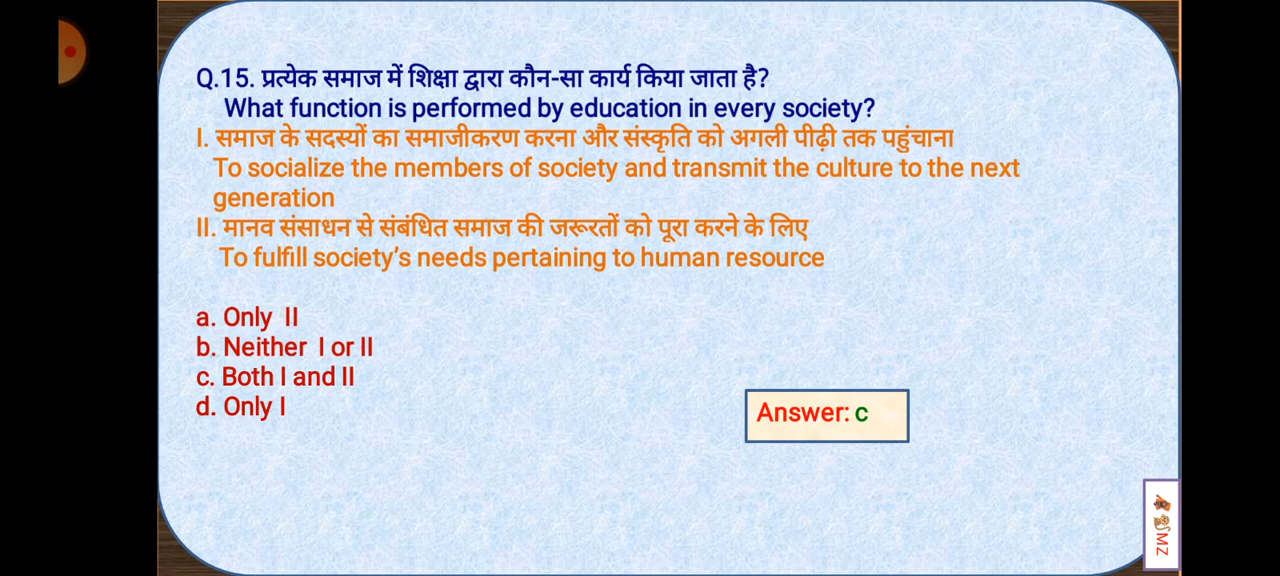 Q.15. प्रत्येक समाज में शिक्षा द्वारा कौन-सा कार्य किया जाता है?
What function is performed by education in every society?
I. समाज के सदस्यों का समाजीकरण करना और संस्कृति को अगली पीढ़ी तक पहुंचाना
To socialize the members of society and transmit the culture to the next
generation
II. मानव संसाधन से संबंधित समाज की जरूरतों को पूरा करने के लिए
To fulfill society's needs pertaining to human resource
a. Only II
b. Neither I or II
c. Both I and II
d. Only I
Answer: c
MZ